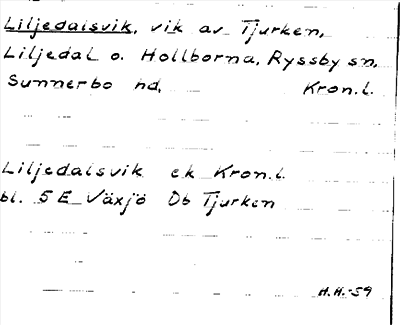 Liljedalsvik, vik av Tjurken,
Liljedal o. Hollborna, Ryssby sn,
Sunnerbo hd, Kron.l.
Liljedalsvik ek Kron.l.
bl. 5 E Växjö Ob Tjurken
H.H.-59